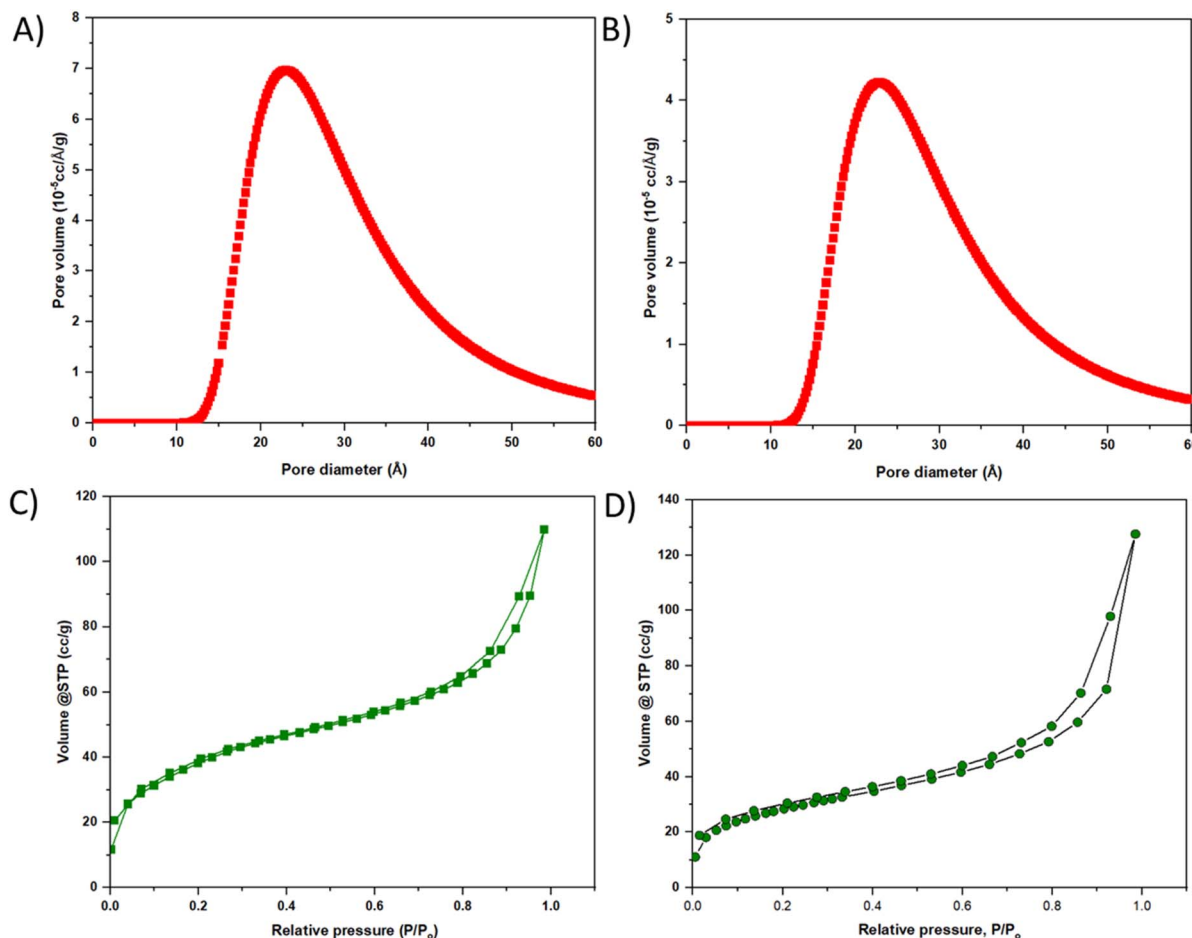 A)
8
7
6
5
4
3
2
1
0
Pore volume (10⁻⁵cc/Å/g)
0 10 20 30 40 50 60
Pore diameter (Å)
B)
5
4
3
2
1
0
Pore volume (10⁻⁵ cc/Å/g)
0 10 20 30 40 50 60
Pore diameter (Å)
C)
120
100
80
60
40
20
0
Volume @STP (cc/g)
0.0 0.2 0.4 0.6 0.8 1.0
Relative pressure (P/Pₒ)
D)
140
120
100
80
60
40
20
0
Volume @ STP (cc/g)
0.0 0.2 0.4 0.6 0.8 1.0
Relative pressure, P/Pₒ